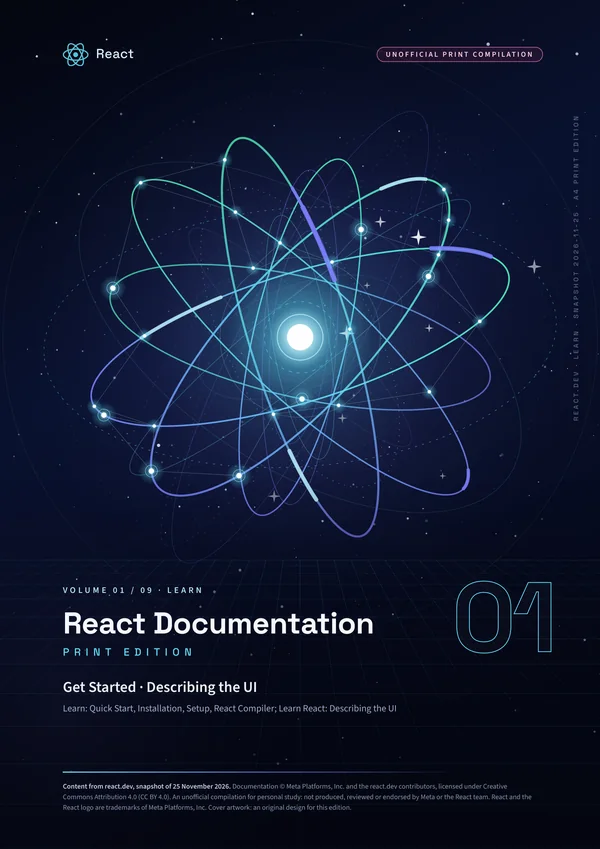 React
UNOFFICIAL PRINT COMPILATION
REACT.DEV · LEARN · SNAPSHOT 2025-11-25 · A4 PRINT EDITION
VOLUME 01 / 09 · LEARN
01
React Documentation
PRINT EDITION
Get Started · Describing the UI
Learn: Quick Start, Installation, Setup, React Compiler; Learn React: Describing the UI
Content from react.dev, snapshot of 25 November 2026. Documentation © Meta Platforms, Inc. and the react.dev contributors, licensed under Creative
Commons Attribution 4.0 (CC BY 4.0). An unofficial compilation for personal study: not produced, reviewed or endorsed by Meta or the React team. React and the
React logo are trademarks of Meta Platforms, Inc. Cover artwork: an original design for this edition.